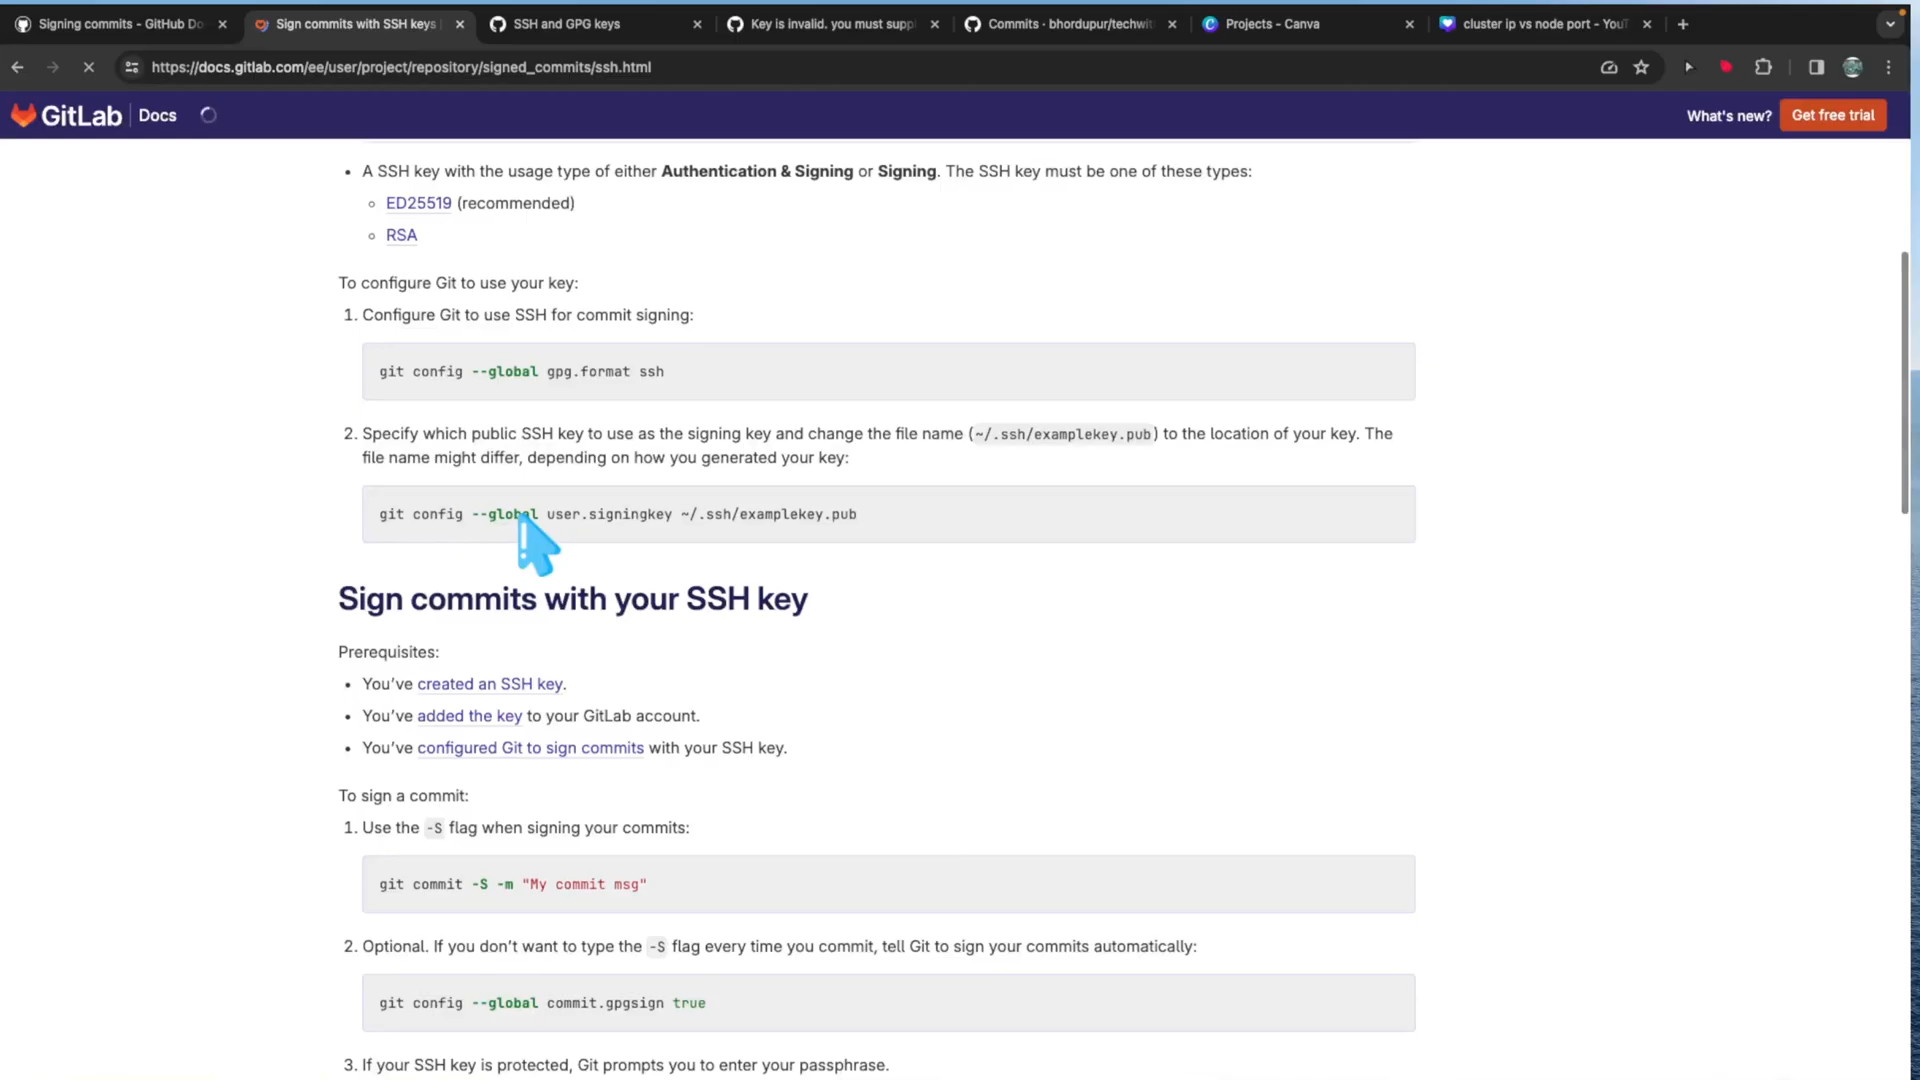 Signing commits - GitHub Do
Sign commits with SSH keys
SSH and GPG keys
Key is invalid. you must supp
Commits · bhordupur/techwit
Projects - Canva
cluster ip vs node port - YouT
https://docs.gitlab.com/ee/user/project/repository/signed_commits/ssh.html
GitLab Docs
What's new?
Get free trial
• A SSH key with the usage type of either Authentication & Signing or Signing. The SSH key must be one of these types:
ED25519 (recommended)
RSA
To configure Git to use your key:
1. Configure Git to use SSH for commit signing:
git config --global gpg.format ssh
2. Specify which public SSH key to use as the signing key and change the file name (~/.ssh/examplekey.pub) to the location of your key. The
file name might differ, depending on how you generated your key:
git config --global user.signingkey ~/.ssh/examplekey.pub
Sign commits with your SSH key
Prerequisites:
• You've created an SSH key.
• You've added the key to your GitLab account.
• You've configured Git to sign commits with your SSH key.
To sign a commit:
1. Use the -S flag when signing your commits:
git commit -S -m "My commit msg"
2. Optional. If you don't want to type the -S flag every time you commit, tell Git to sign your commits automatically:
git config --global commit.gpgsign true
3. If your SSH key is protected, Git prompts you to enter your passphrase.